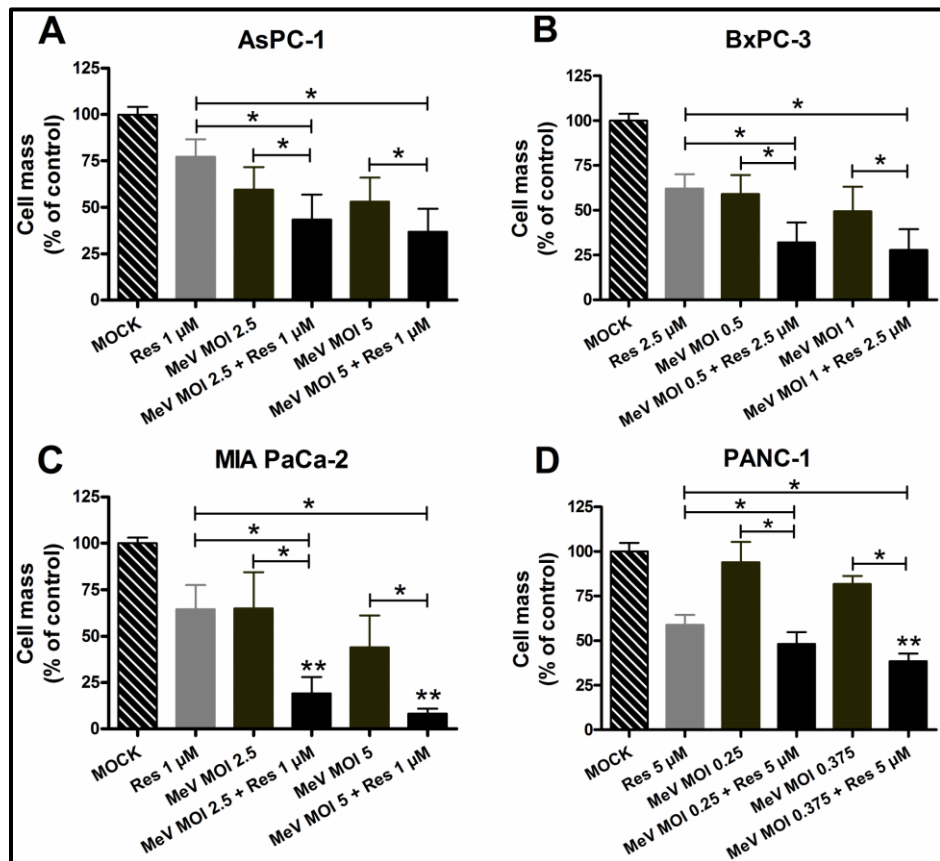 A
AsPC-1
Cell mass
(% of control)
125
100
75
50
25
0
*
*
*
*
MOCK
Res 1 µM
MeV MOI 2.5
MeV MOI 2.5 + Res 1 µM
MeV MOI 5
MeV MOI 5 + Res 1 µM
B
BxPC-3
Cell mass
(% of control)
125
100
75
50
25
0
*
*
*
*
MOCK
Res 2.5 µM
MeV MOI 0.5
MeV MOI 0.5 + Res 2.5 µM
MeV MOI 1
MeV MOI 1 + Res 2.5 µM
C
MIA PaCa-2
Cell mass
(% of control)
125
100
75
50
25
0
*
*
*
*
**
**
MOCK
Res 1 µM
MeV MOI 2.5
MeV MOI 2.5 + Res 1 µM
MeV MOI 5
MeV MOI 5 + Res 1 µM
D
PANC-1
Cell mass
(% of control)
125
100
75
50
25
0
*
*
*
*
**
MOCK
Res 5 µM
MeV MOI 0.25
MeV MOI 0.25 + Res 5 µM
MeV MOI 0.375
MeV MOI 0.375 + Res 5 µM